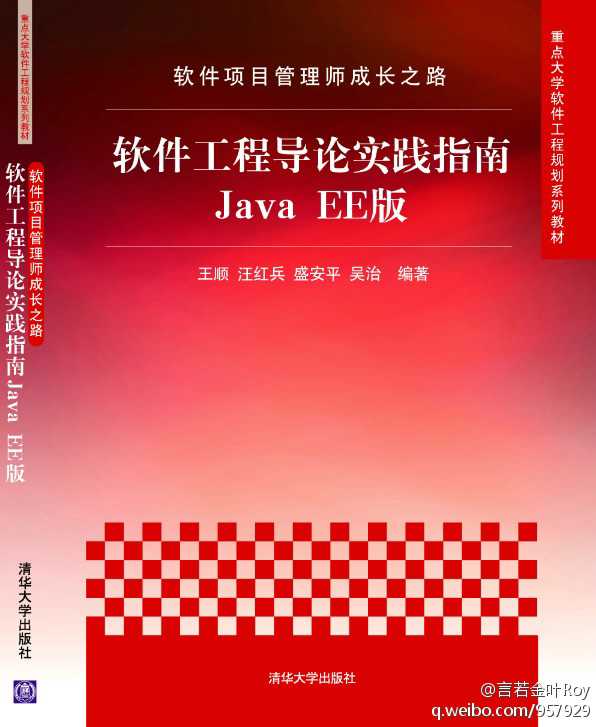 重点大学软件工程规划系列教材
软件项目管理师成长之路
软件工程导论实践指南Java EE版
清华大学出版社
软件项目管理师成长之路
软件工程导论实践指南
Java EE版
王顺 汪红兵 盛安平 吴治 编著
重点大学软件工程规划系列教材
清华大学出版社
@言若金叶Roy
q.weibo.com/957929